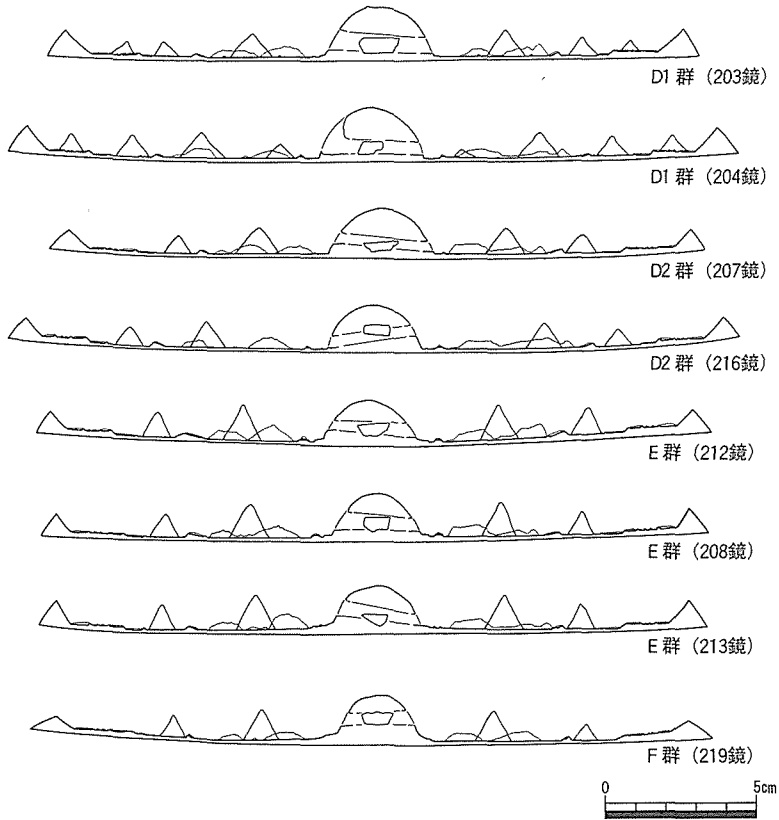 D1 群 (203鏡)
D1 群 (204鏡)
D2 群 (207鏡)
D2 群 (216鏡)
E 群 (212鏡)
E 群 (208鏡)
E 群 (213鏡)
F 群 (219鏡)
0 5cm